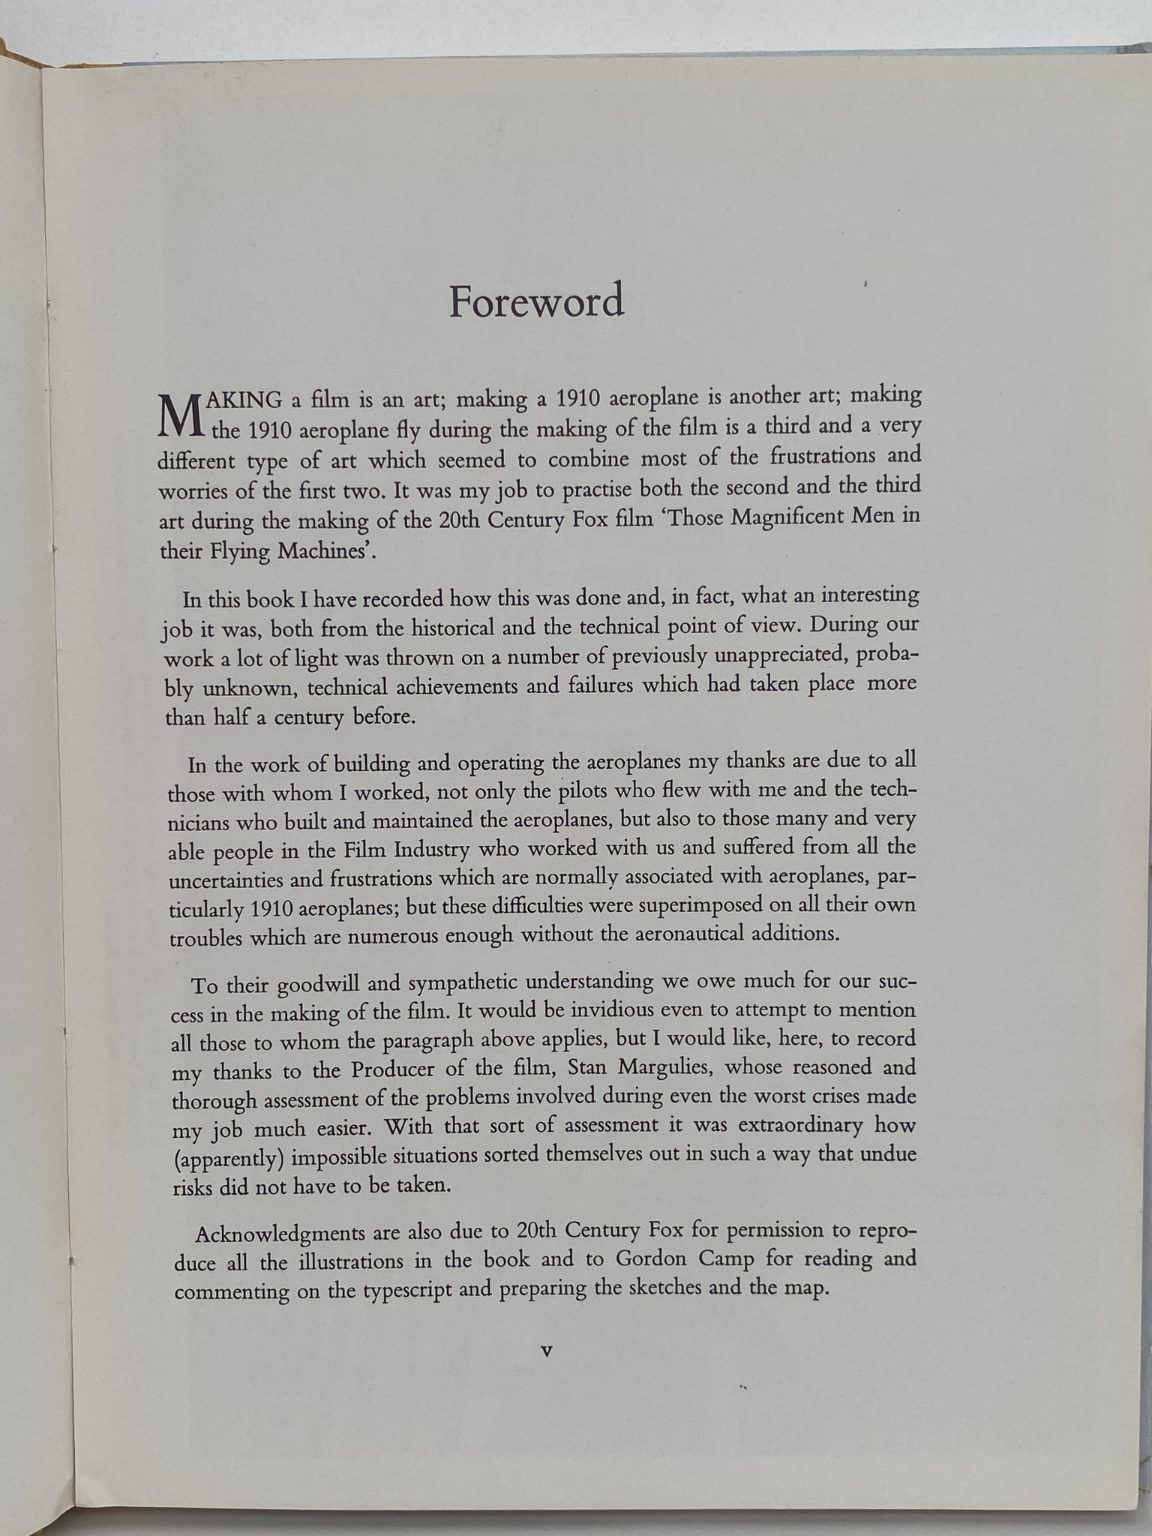 Foreword
MAKING a film is an art; making a 1910 aeroplane is another art; making
the 1910 aeroplane fly during the making of the film is a third and a very
different type of art which seemed to combine most of the frustrations and
worries of the first two. It was my job to practise both the second and the third
art during the making of the 20th Century Fox film ‘Those Magnificent Men in
their Flying Machines’.
In this book I have recorded how this was done and, in fact, what an interesting
job it was, both from the historical and the technical point of view. During our
work a lot of light was thrown on a number of previously unappreciated, proba-
bly unknown, technical achievements and failures which had taken place more
than half a century before.
In the work of building and operating the aeroplanes my thanks are due to all
those with whom I worked, not only the pilots who flew with me and the tech-
nicians who built and maintained the aeroplanes, but also to those many and very
able people in the Film Industry who worked with us and suffered from all the
uncertainties and frustrations which are normally associated with aeroplanes, par-
ticularly 1910 aeroplanes; but these difficulties were superimposed on all their own
troubles which are numerous enough without the aeronautical additions.
To their goodwill and sympathetic understanding we owe much for our suc-
cess in the making of the film. It would be invidious even to attempt to mention
all those to whom the paragraph above applies, but I would like, here, to record
my thanks to the Producer of the film, Stan Margulies, whose reasoned and
thorough assessment of the problems involved during even the worst crises made
my job much easier. With that sort of assessment it was extraordinary how
(apparently) impossible situations sorted themselves out in such a way that undue
risks did not have to be taken.
Acknowledgments are also due to 20th Century Fox for permission to repro-
duce all the illustrations in the book and to Gordon Camp for reading and
commenting on the typescript and preparing the sketches and the map.
v